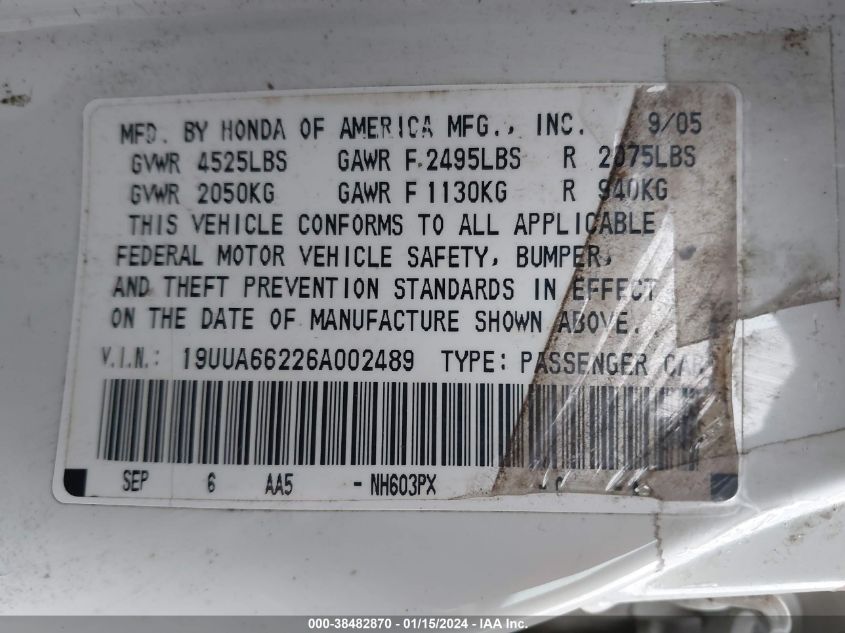 MFD. BY HONDA OF AMERICA MFG., INC. 9/05
GVWR 4525LBS GAWR F 2495LBS R 2075LBS
GVWR 2050KG GAWR F 1130KG R 940KG
THIS VEHICLE CONFORMS TO ALL APPLICABLE
FEDERAL MOTOR VEHICLE SAFETY, BUMPER,
AND THEFT PREVENTION STANDARDS IN EFFECT
ON THE DATE OF MANUFACTURE SHOWN ABOVE.
V.I.N.: 19UUA66226A002489 TYPE: PASSENGER CAR
SEP 6 AA5 - NH603PX
000-38482870 - 01/15/2024 - IAA Inc.